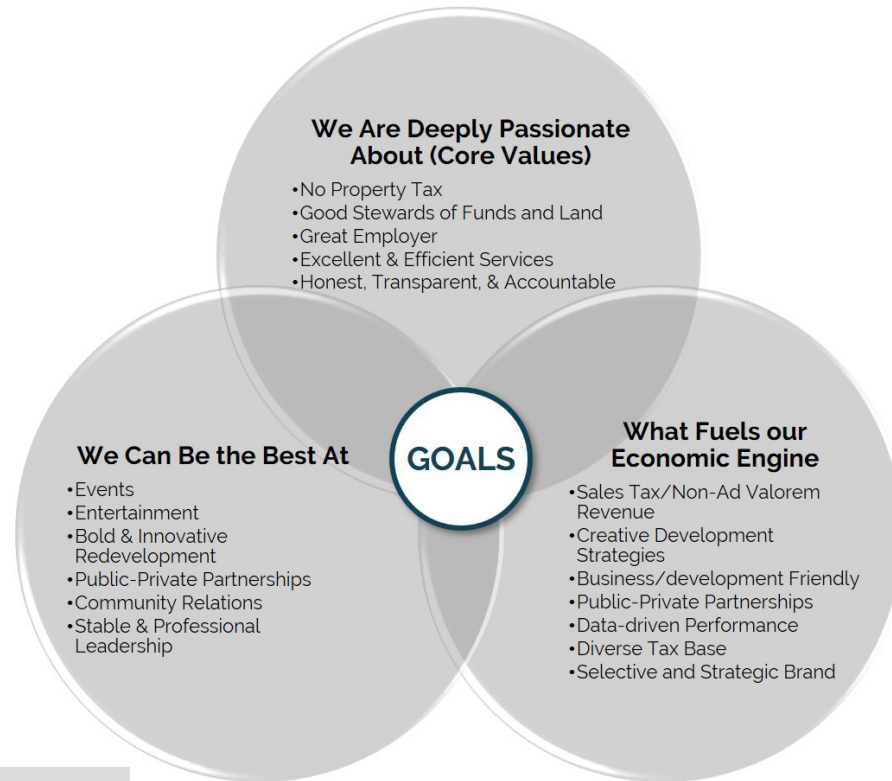 We Are Deeply Passionate
About (Core Values)
•No Property Tax
•Good Stewards of Funds and Land
•Great Employer
•Excellent & Efficient Services
•Honest, Transparent, & Accountable
We Can Be the Best At
•Events
•Entertainment
•Bold & Innovative
Redevelopment
•Public-Private Partnerships
•Community Relations
•Stable & Professional
Leadership
GOALS
What Fuels our
Economic Engine
•Sales Tax/Non-Ad Valorem
Revenue
•Creative Development
Strategies
•Business/development Friendly
•Public-Private Partnerships
•Data-driven Performance
•Diverse Tax Base
•Selective and Strategic Brand